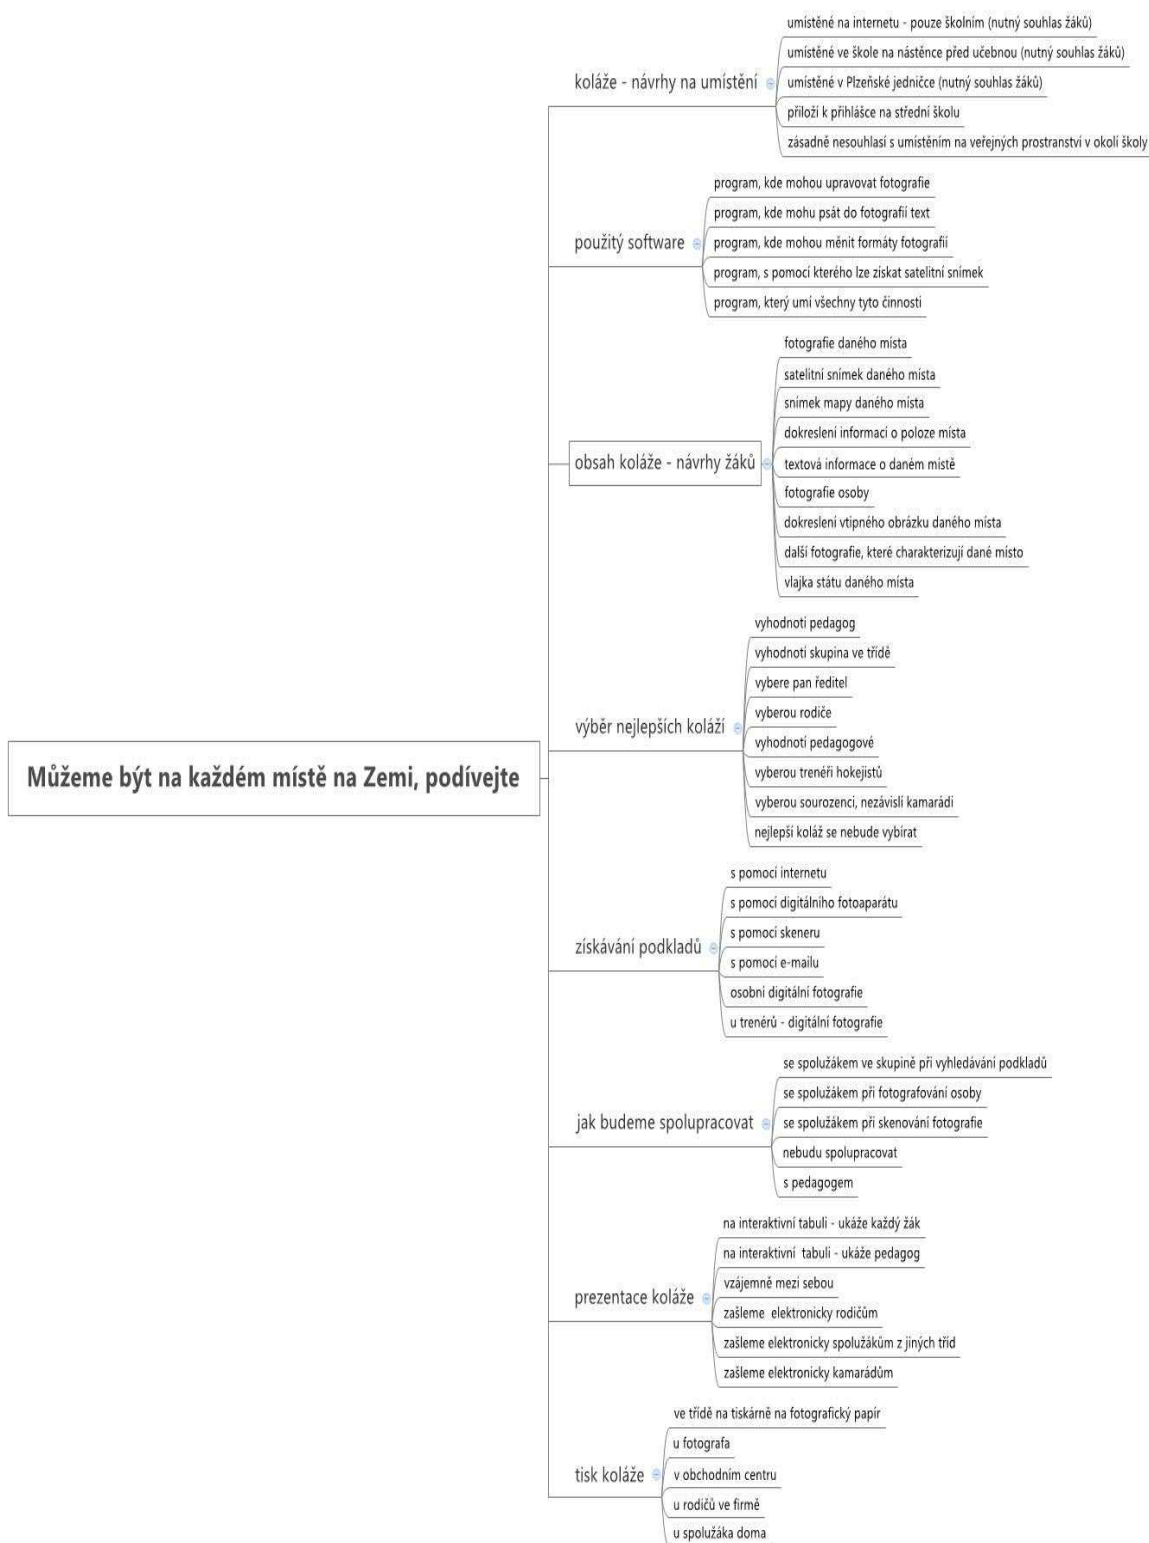 Můžeme být na každém místě na Zemi, podívejte
koláže - návrhy na umístění
umístěné na internetu - pouze školním (nutný souhlas žáků)
umístěné ve škole na nástěnce před učebnou (nutný souhlas žáků)
umístěné v Plzeňské jedničce (nutný souhlas žáků)
přiloží k přihlášce na střední školu
zásadně nesouhlasí s umístěním na veřejných prostranství v okolí školy
použitý software
program, kde mohou upravovat fotografie
program, kde mohu psát do fotografií text
program, kde mohou měnit formáty fotografií
program, s pomocí kterého lze získat satelitní snímek
program, který umí všechny tyto činnosti
obsah koláže - návrhy žáků
fotografie daného místa
satelitní snímek daného místa
snímek mapy daného místa
dokreslení informací o poloze místa
textová informace o daném místě
fotografie osoby
dokreslení vtipného obrázku daného místa
další fotografie, které charakterizují dané místo
vlajka státu daného místa
výběr nejlepších koláží
vyhodnotí pedagog
vyhodnotí skupina ve třídě
vybere pan ředitel
vyberou rodiče
vyhodnotí pedagogové
vyberou trenéři hokejistů
vyberou sourozenci, nezávislí kamarádi
nejlepší koláž se nebude vybírat
získávání podkladů
s pomocí internetu
s pomocí digitálního fotoaparátu
s pomocí skeneru
s pomocí e-mailu
osobní digitální fotografie
u trenérů - digitální fotografie
jak budeme spolupracovat
se spolužákem ve skupině při vyhledávání podkladů
se spolužákem při fotografování osoby
se spolužákem při skenování fotografie
nebudu spolupracovat
s pedagogem
prezentace koláže
na interaktivní tabuli - ukáže každý žák
na interaktivní tabuli - ukáže pedagog
vzájemně mezi sebou
zašleme elektronicky rodičům
zašleme elektronicky spolužákům z jiných tříd
zašleme elektronicky kamarádům
tisk koláže
ve třídě na tiskárně na fotografický papír
u fotografa
v obchodním centru
u rodičů ve firmě
u spolužáka doma